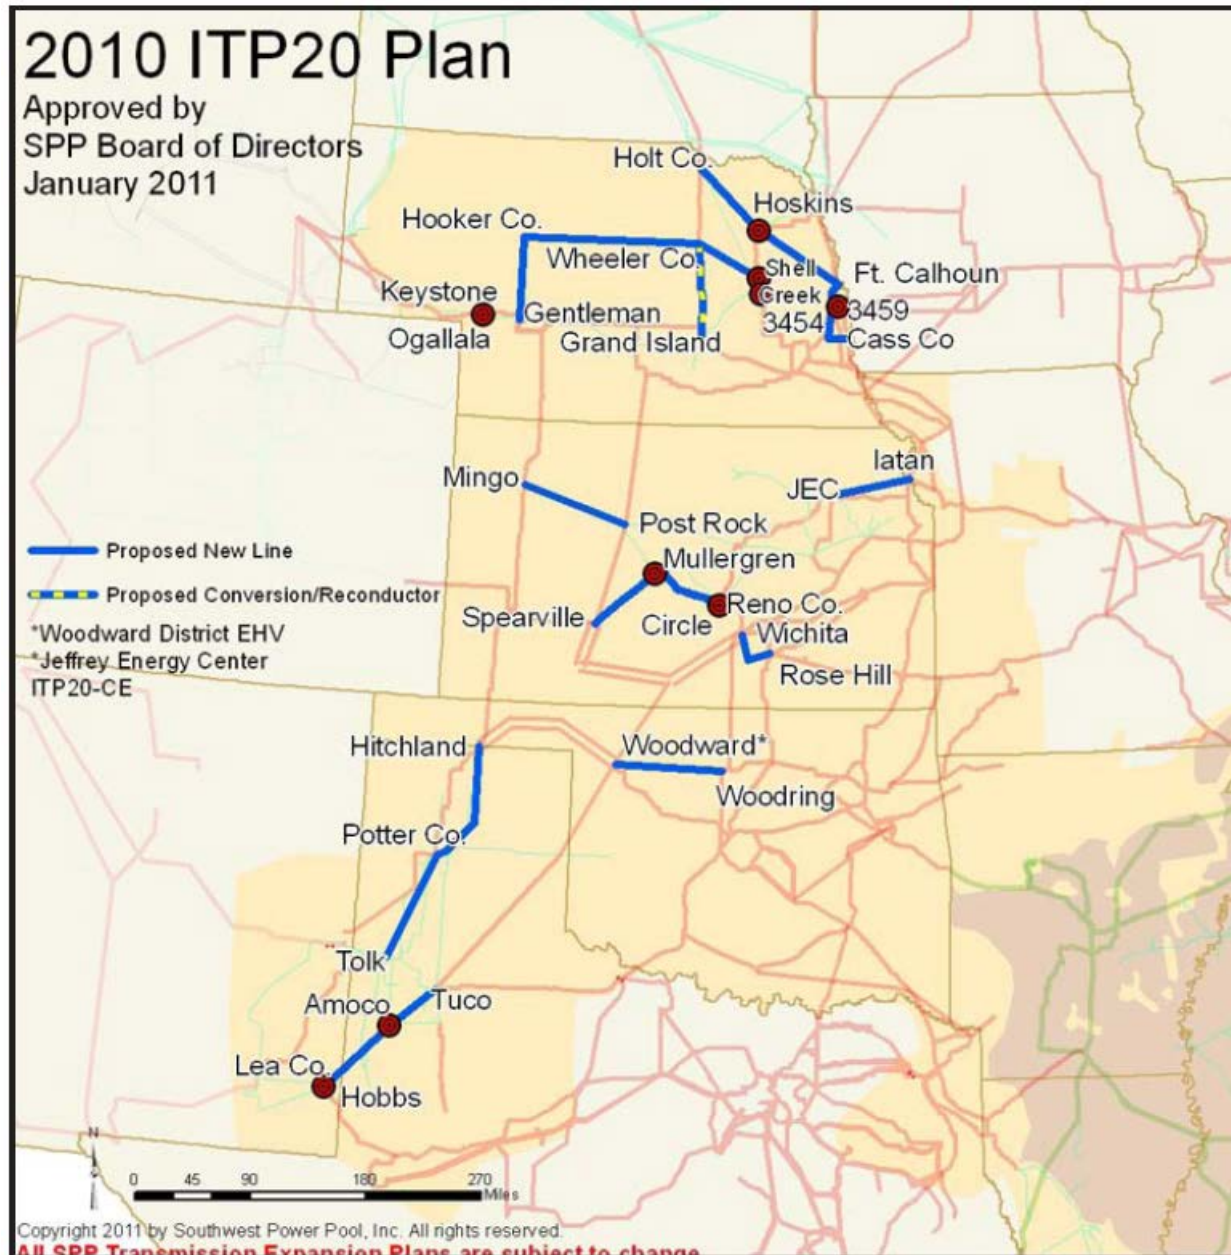 2010 ITP20 Plan
Approved by
SPP Board of Directors
January 2011
Holt Co.
Hoskins
Hooker Co.
Wheeler Co.
Shell
Creek
Ft. Calhoun
Keystone
Gentleman
3454
3459
Ogallala
Grand Island
Cass Co
Iatan
Mingo
JEC
Post Rock
Mullergren
Proposed New Line
Proposed Conversion/Reconductor
Spearville
Reno Co.
Circle
Wichita
Rose Hill
*Woodward District EHV
*Jeffrey Energy Center
ITP20-CE
Hitchland
Woodward*
Woodring
Potter Co.
Tolk
Tuco
Amoco
Lea Co.
Hobbs
N
0 45 90 180 270
Miles
Copyright 2011 by Southwest Power Pool, Inc. All rights reserved.
All SPP Transmission Expansion Plans are subject to change